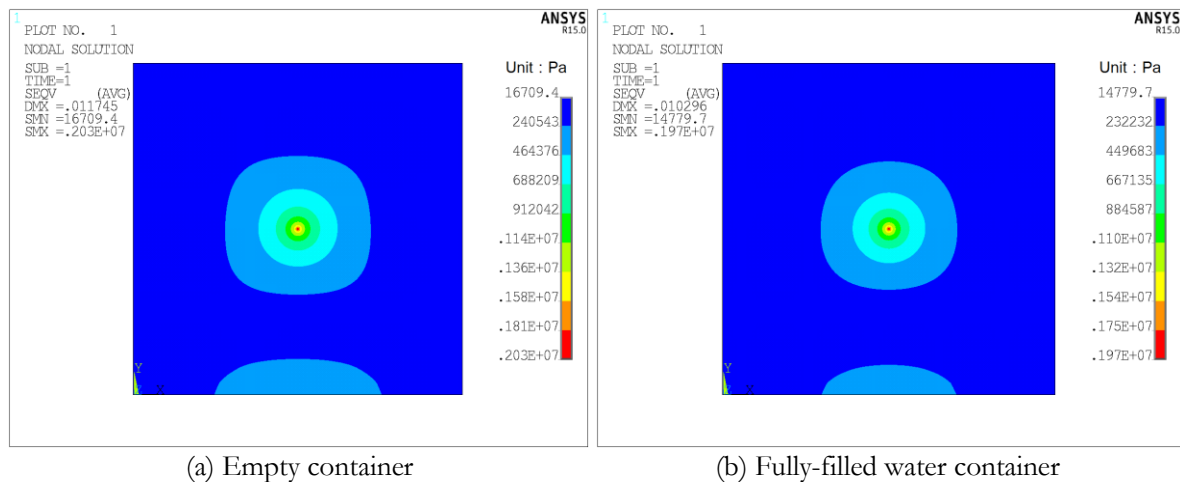 1
ANSYS
R15.0
PLOT NO. 1
NODAL SOLUTION
SUB =1
TIME=1
SEQV (AVG)
DMX =.011745
SMN =16709.4
SMX =.203E+07
Unit : Pa
16709.4
240543
464376
688209
912042
.114E+07
.136E+07
.158E+07
.181E+07
.203E+07
Y
Z X
(a) Empty container
1
ANSYS
R15.0
PLOT NO. 1
NODAL SOLUTION
SUB =1
TIME=1
SEQV (AVG)
DMX =.010296
SMN =14779.7
SMX =.197E+07
Unit : Pa
14779.7
232232
449683
667135
884587
.110E+07
.132E+07
.154E+07
.175E+07
.197E+07
Y
Z X
(b) Fully-filled water container